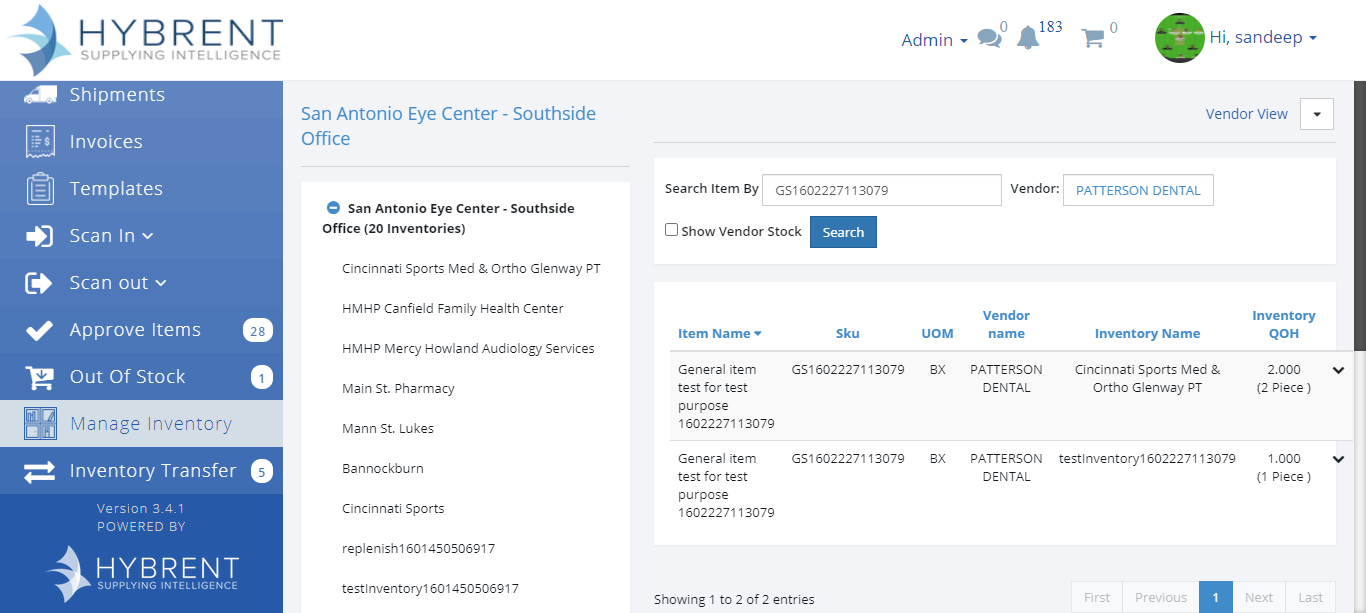 HYBRENT
SUPPLYING INTELLIGENCE
Admin
0
183
0
Hi, sandeep
Shipments
Invoices
Templates
Scan In
Scan out
Approve Items 28
Out Of Stock 1
Manage Inventory
Inventory Transfer 5
Version 3.4.1
POWERED BY
HYBRENT
SUPPLYING INTELLIGENCE
San Antonio Eye Center - Southside
Office
San Antonio Eye Center - Southside
Office (20 Inventories)
Cincinnati Sports Med & Ortho Glenway PT
HMHP Canfield Family Health Center
HMHP Mercy Howland Audiology Services
Main St. Pharmacy
Mann St. Lukes
Bannockburn
Cincinnati Sports
replenish1601450506917
testInventory1601450506917
Vendor View
Search Item By GS1602227113079 Vendor: PATTERSON DENTAL
Show Vendor Stock Search
Item Name Sku UOM Vendor name Inventory Name Inventory QOH
General item GS1602227113079 BX PATTERSON Cincinnati Sports Med & 2.000
test for test DENTAL Ortho Glenway PT (2 Piece )
purpose
1602227113079
General item GS1602227113079 BX PATTERSON testInventory1602227113079 1.000
test for test DENTAL (1 Piece )
purpose
1602227113079
Showing 1 to 2 of 2 entries
First Previous 1 Next Last